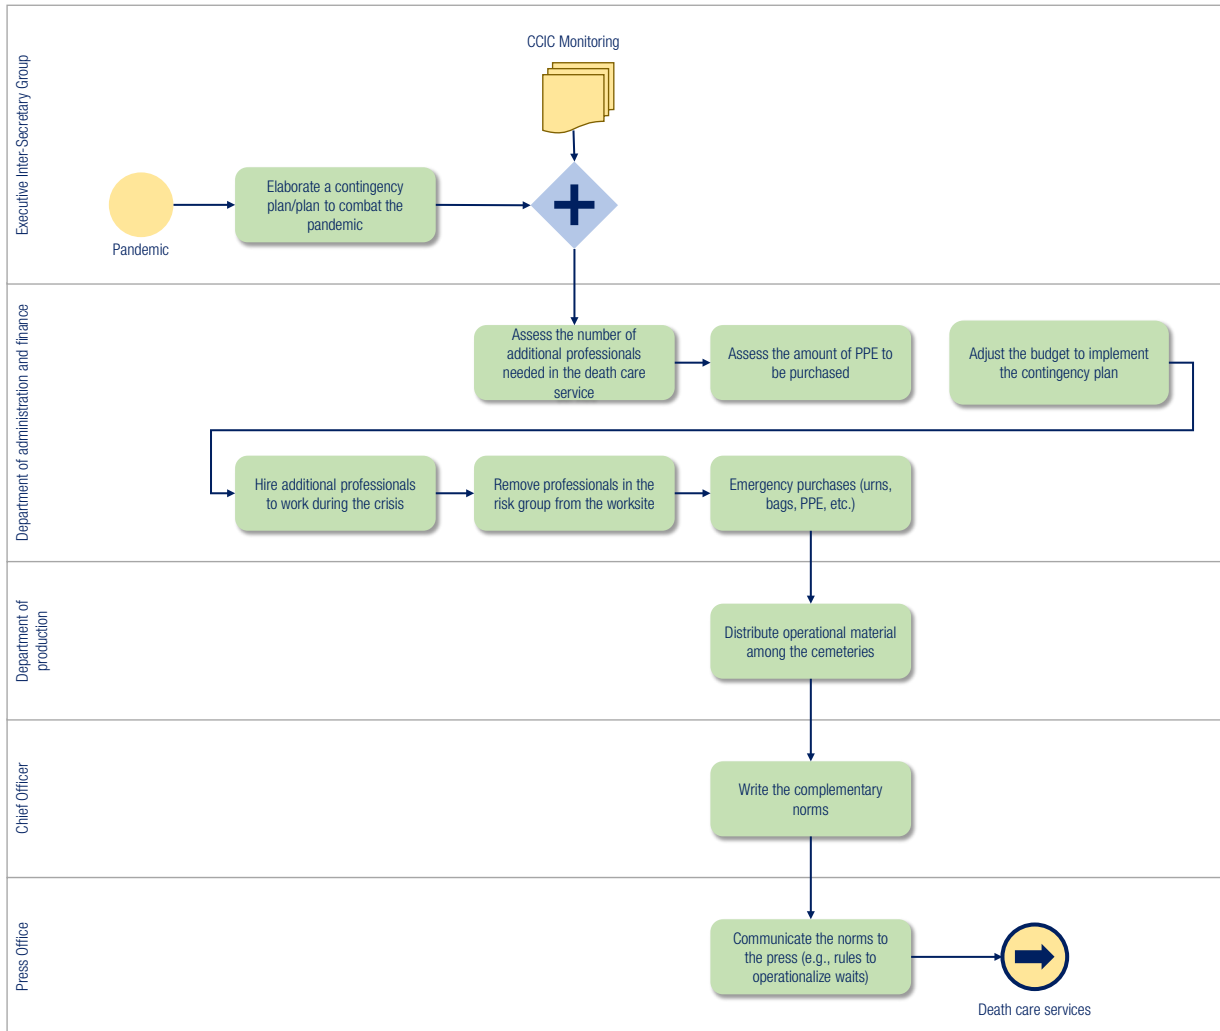 Executive Inter-Secretary Group
CCIC Monitoring
Elaborate a contingency
plan/plan to combat the
pandemic
Pandemic
Department of administration and finance
Assess the number of
additional professionals
needed in the death care
service
Assess the amount of PPE to
be purchased
Adjust the budget to implement
the contingency plan
Hire additional professionals
to work during the crisis
Remove professionals in the
risk group from the worksite
Emergency purchases (urns,
bags, PPE, etc.)
Department of
production
Distribute operational material
among the cemeteries
Chief Officer
Write the complementary
norms
Press Office
Communicate the norms to
the press (e.g., rules to
operationalize waits)
Death care services